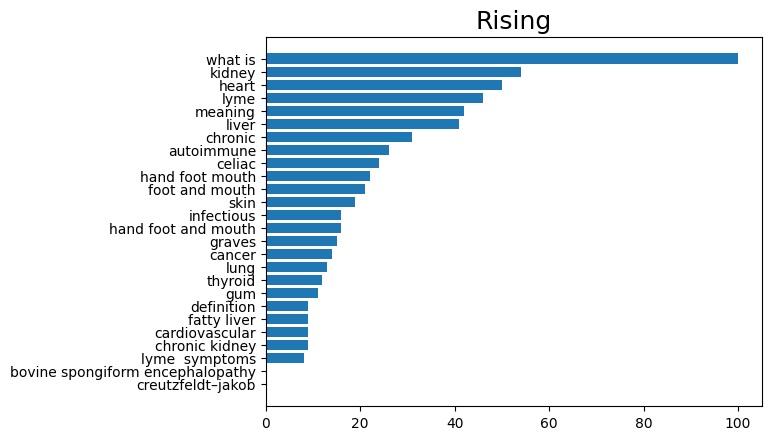 Rising
what is
kidney
heart
lyme
meaning
liver
chronic
autoimmune
celiac
hand foot mouth
foot and mouth
skin
infectious
hand foot and mouth
graves
cancer
lung
thyroid
gum
definition
fatty liver
cardiovascular
chronic kidney
lyme  symptoms
bovine spongiform encephalopathy
creutzfeldt–jakob
0 20 40 60 80 100